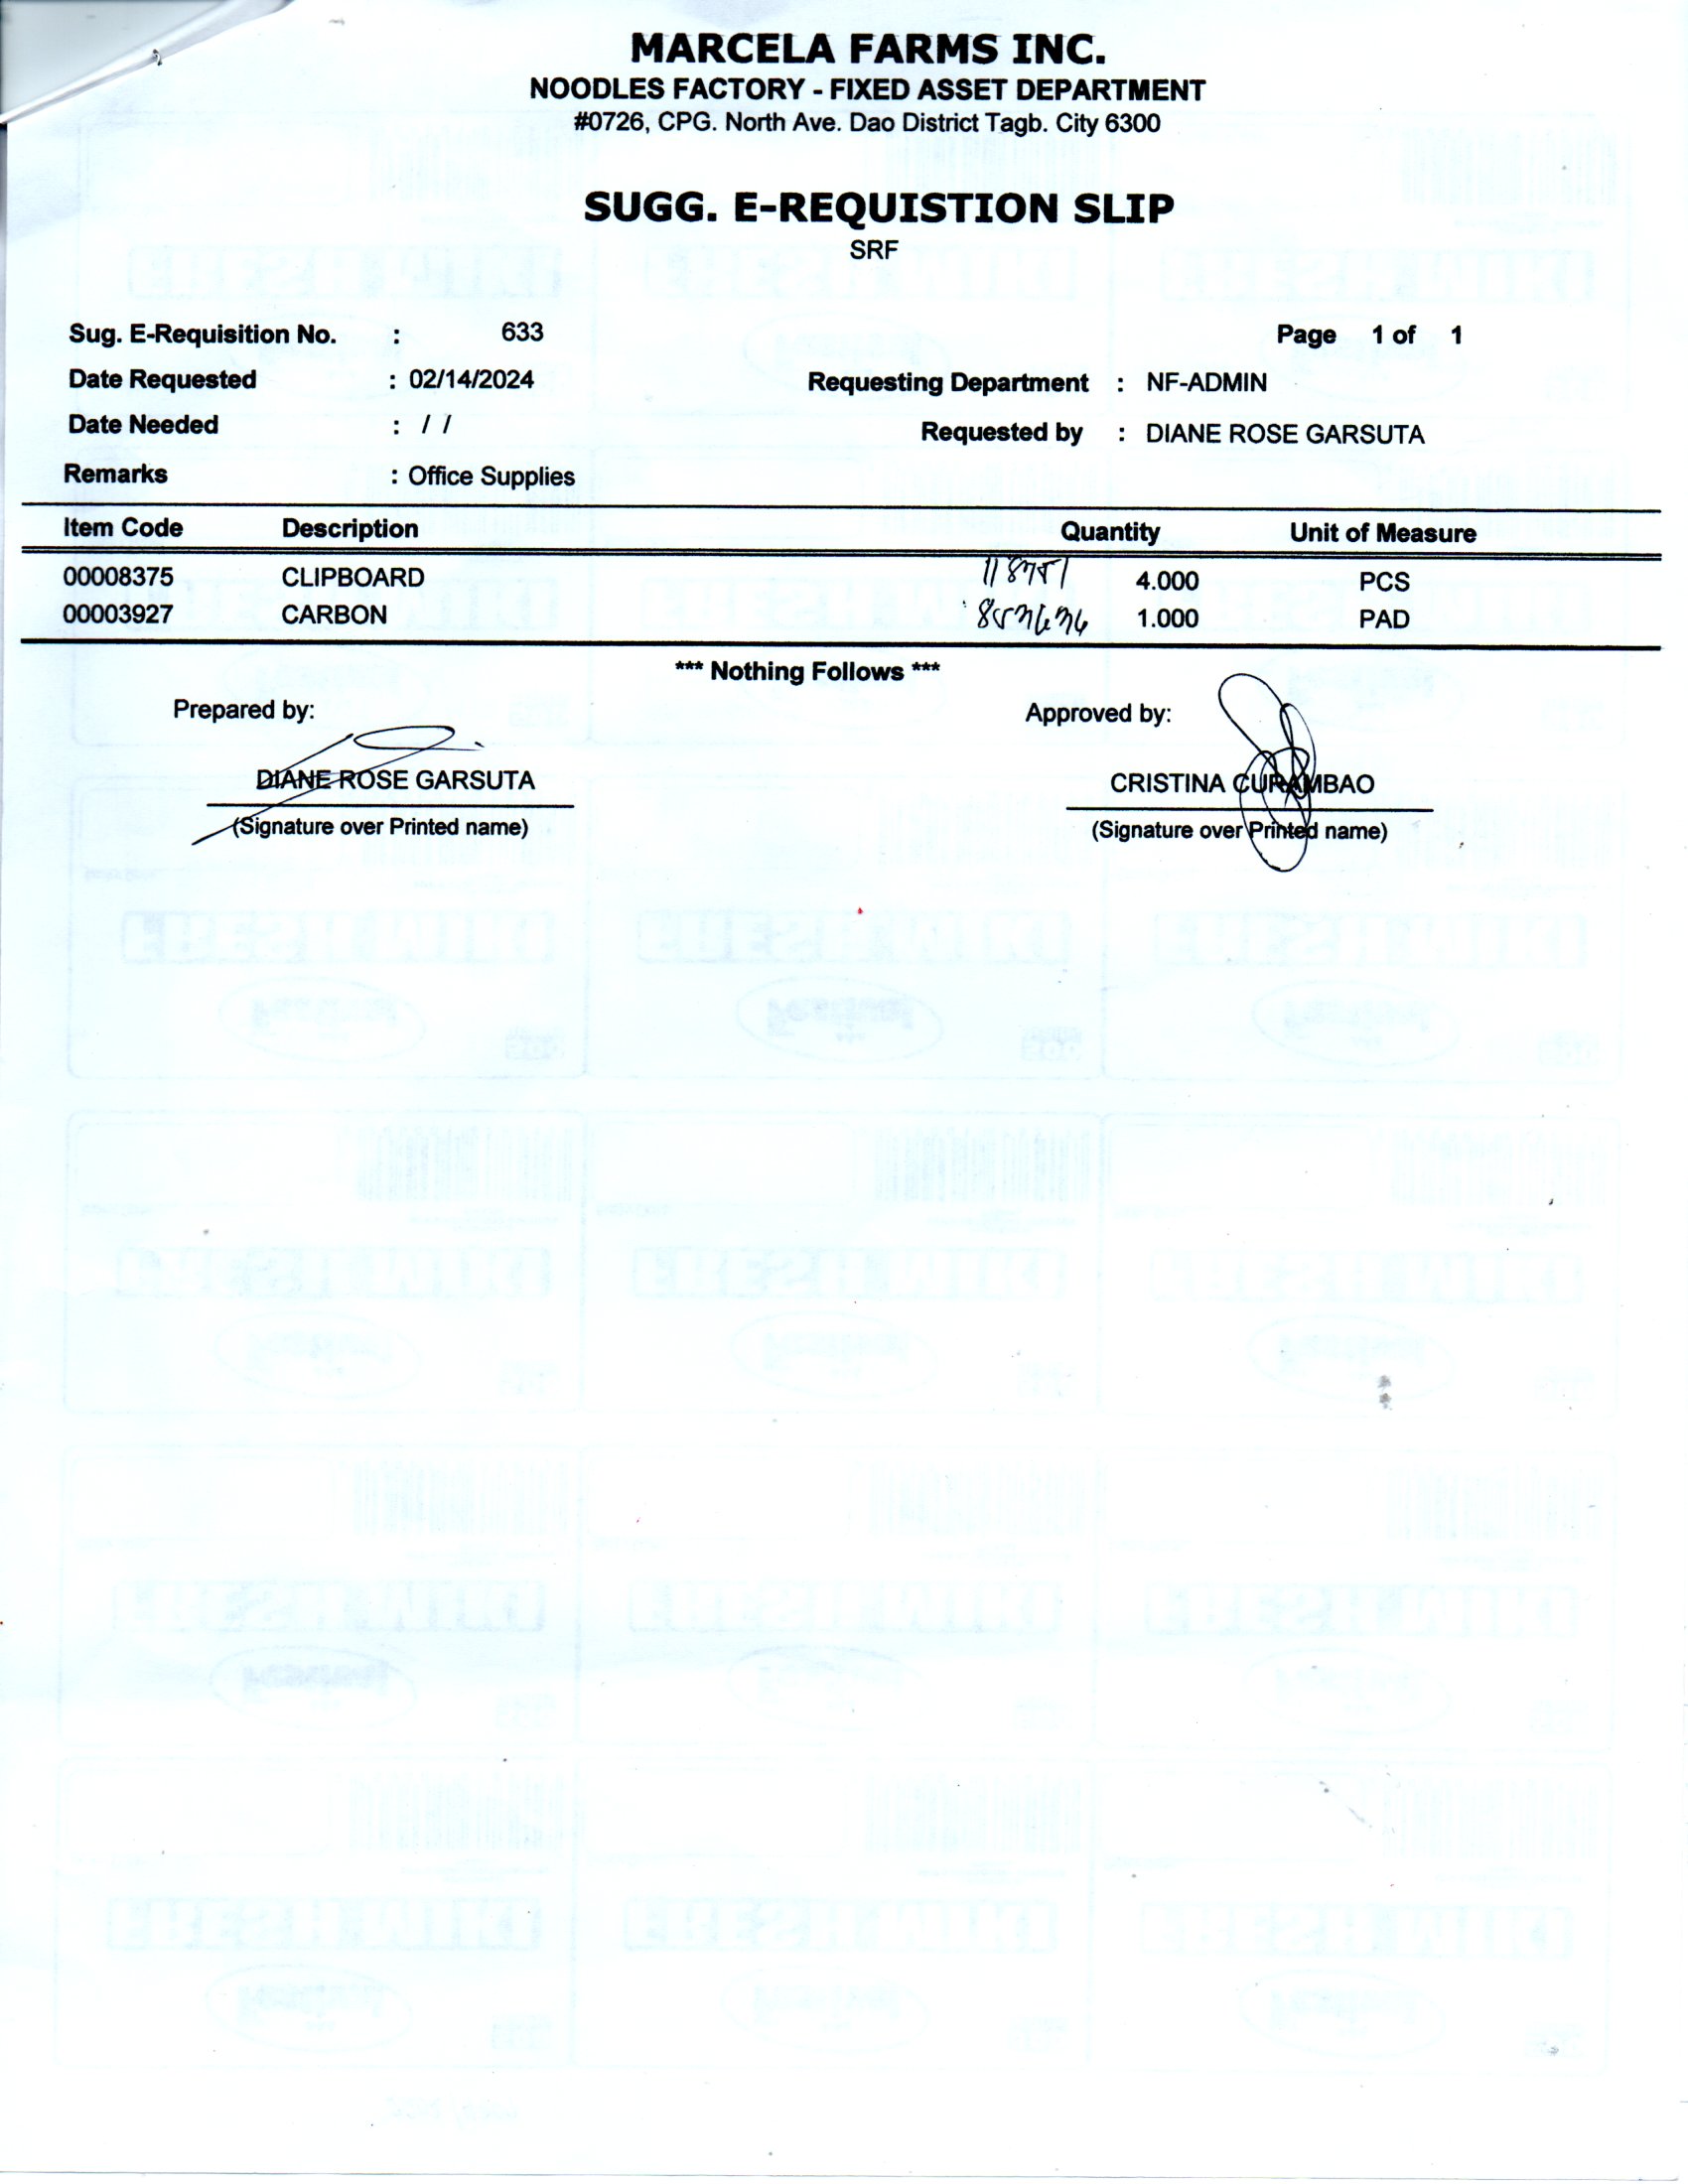 MARCELA FARMS INC.
NOODLES FACTORY - FIXED ASSET DEPARTMENT
#0726, CPG. North Ave. Dao District Tagb. City 6300
SUGG. E-REQUISTION SLIP
SRF
Sug. E-Requisition No. : 633 Page 1 of 1
Date Requested : 02/14/2024 Requesting Department : NF-ADMIN
Date Needed : / / Requested by : DIANE ROSE GARSUTA
Remarks : Office Supplies
Item Code Description Quantity Unit of Measure
00008375 CLIPBOARD 4.000 PCS
00003927 CARBON 1.000 PAD
*** Nothing Follows ***
Prepared by: Approved by:
DIANE ROSE GARSUTA CRISTINA CURAMBAO
(Signature over Printed name) (Signature over Printed name)